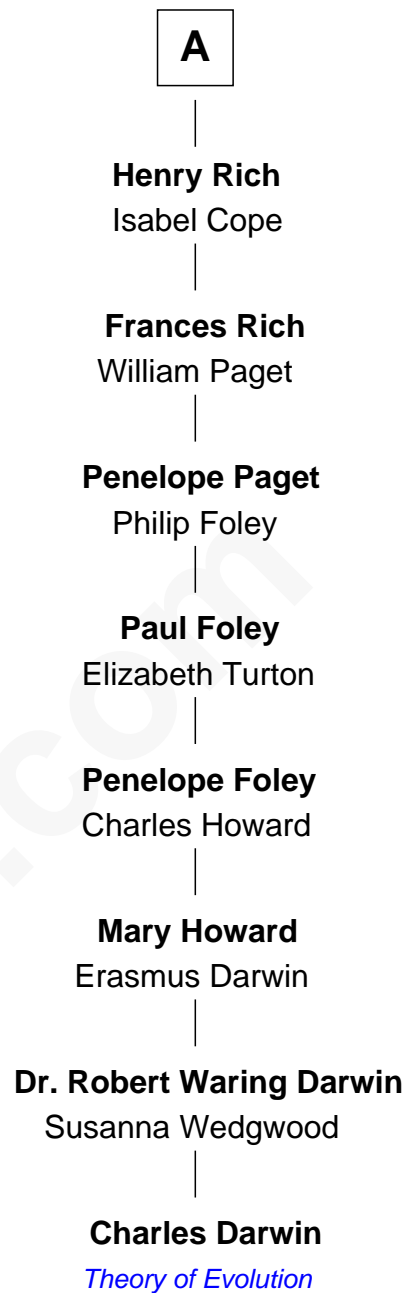 A
Henry Rich
Isabel Cope
Frances Rich
William Paget
Penelope Paget
Philip Foley
Paul Foley
Elizabeth Turton
Penelope Foley
Charles Howard
Mary Howard
Erasmus Darwin
Dr. Robert Waring Darwin
Susanna Wedgwood
Charles Darwin
Theory of Evolution